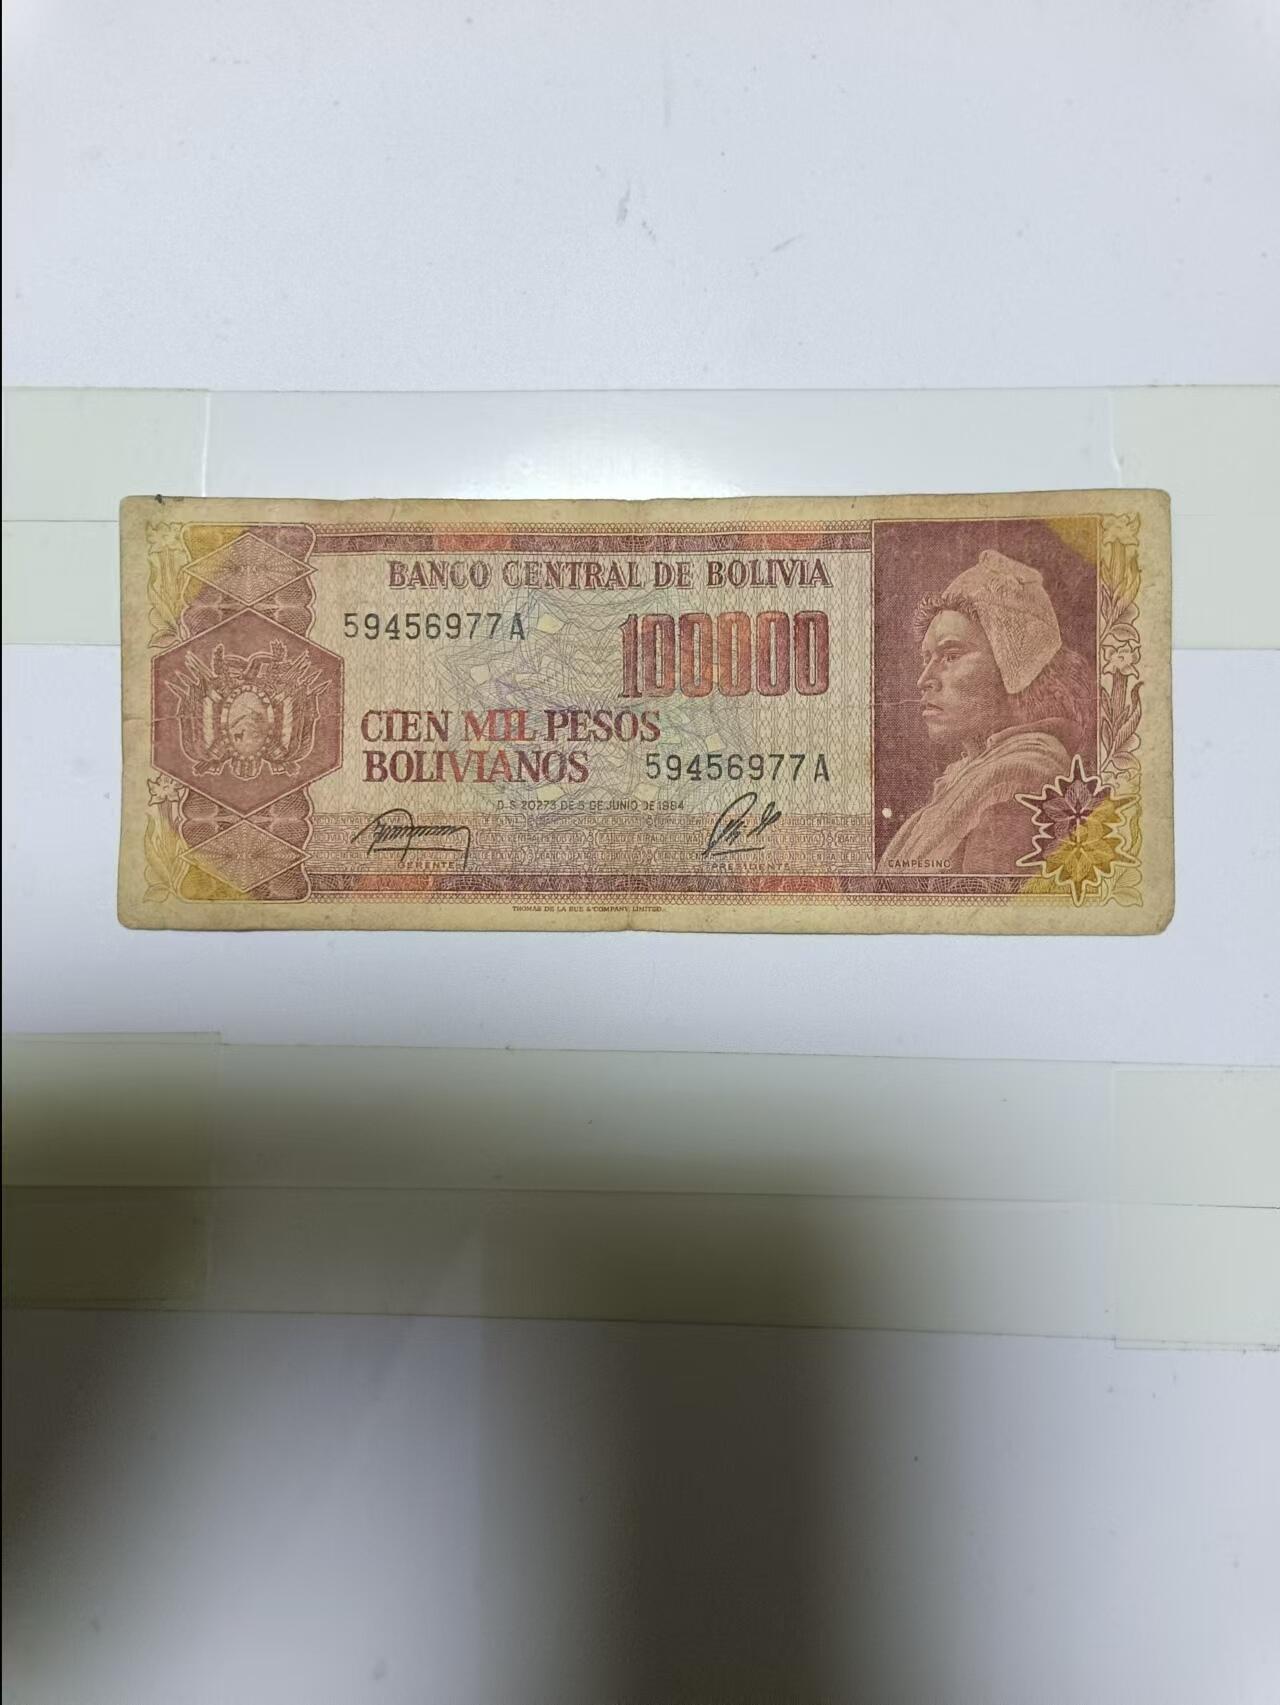 BANCO CENTRAL DE BOLIVIA
59456977A
100000
CIEN MIL PESOS
BOLIVIANOS
59456977A
D.S. 20273 DE 5 DE JUNIO DE 1984
GERENTE
PRESIDENTE
CAMPESINO
THOMAS DE LA RUE & COMPANY, LIMITED.